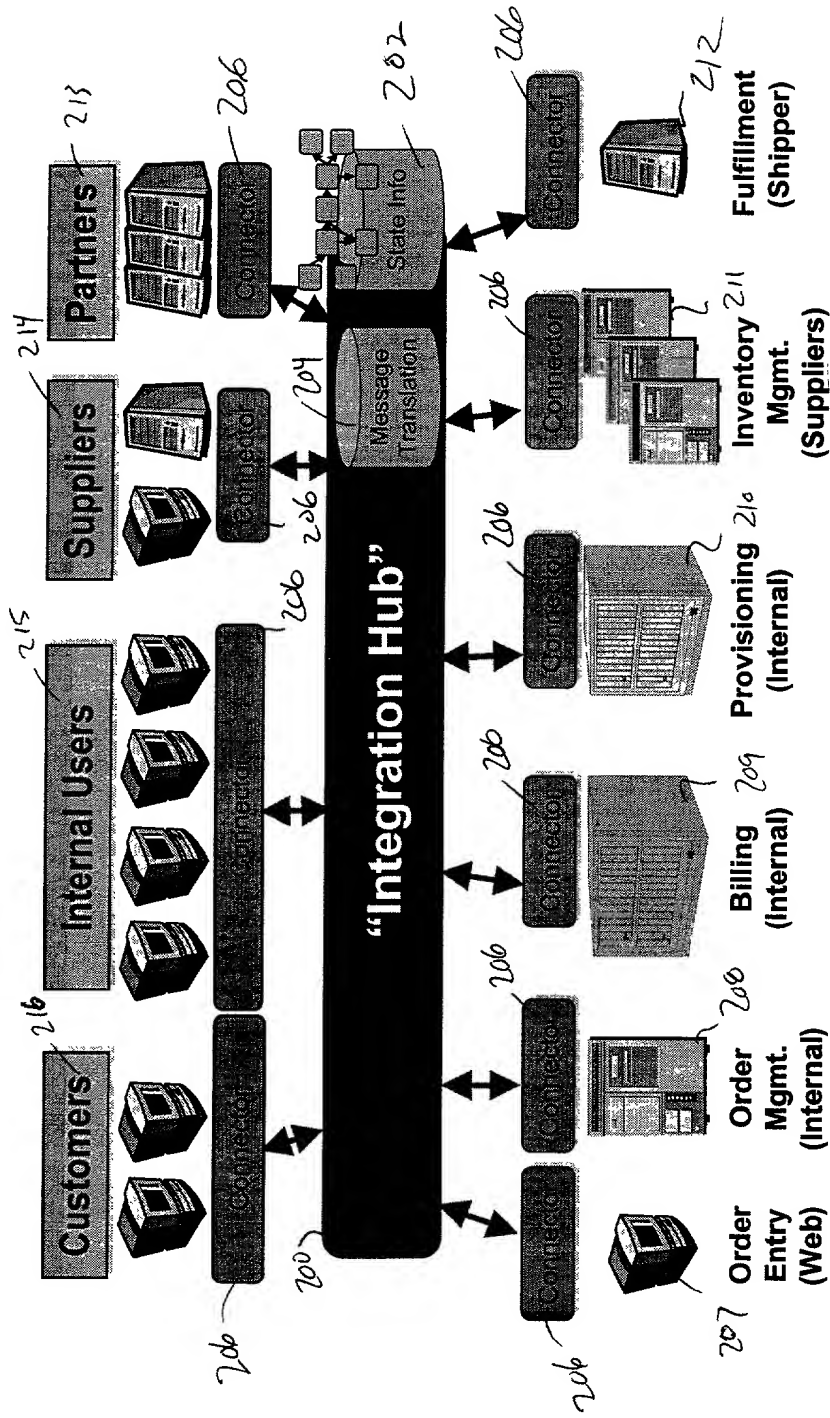 Customers
216
Internal Users
215
Suppliers
214
Partners
213
Connector
206
Connector
206
Connector
206
Connector
206
200
"Integration Hub"
Message
Translation
204
State Info
202
Connector
206
Connector
206
Connector
206
Connector
206
Connector
206
Connector
206
207
Order
Entry
(Web)
208
Order
Mgmt.
(Internal)
209
Billing
(Internal)
210
Provisioning
(Internal)
211
Inventory
Mgmt.
(Suppliers)
212
Fulfillment
(Shipper)